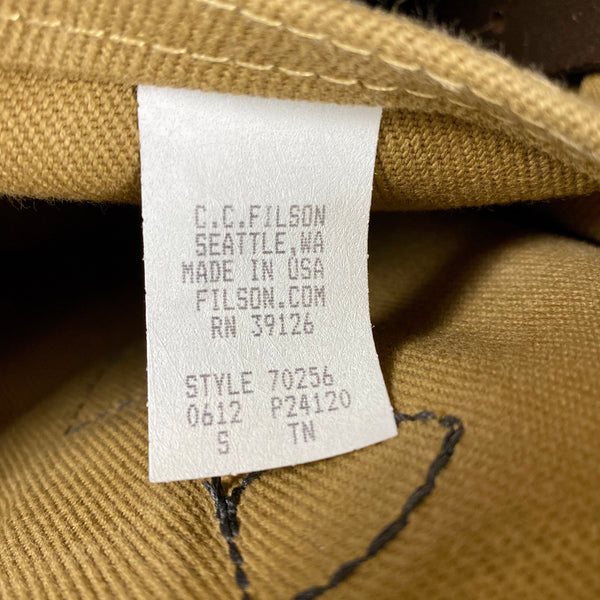 C.C.FILSON
SEATTLE,WA
MADE IN USA
FILSON.COM
RN 39126
STYLE 70256
0612 P24120
S TN